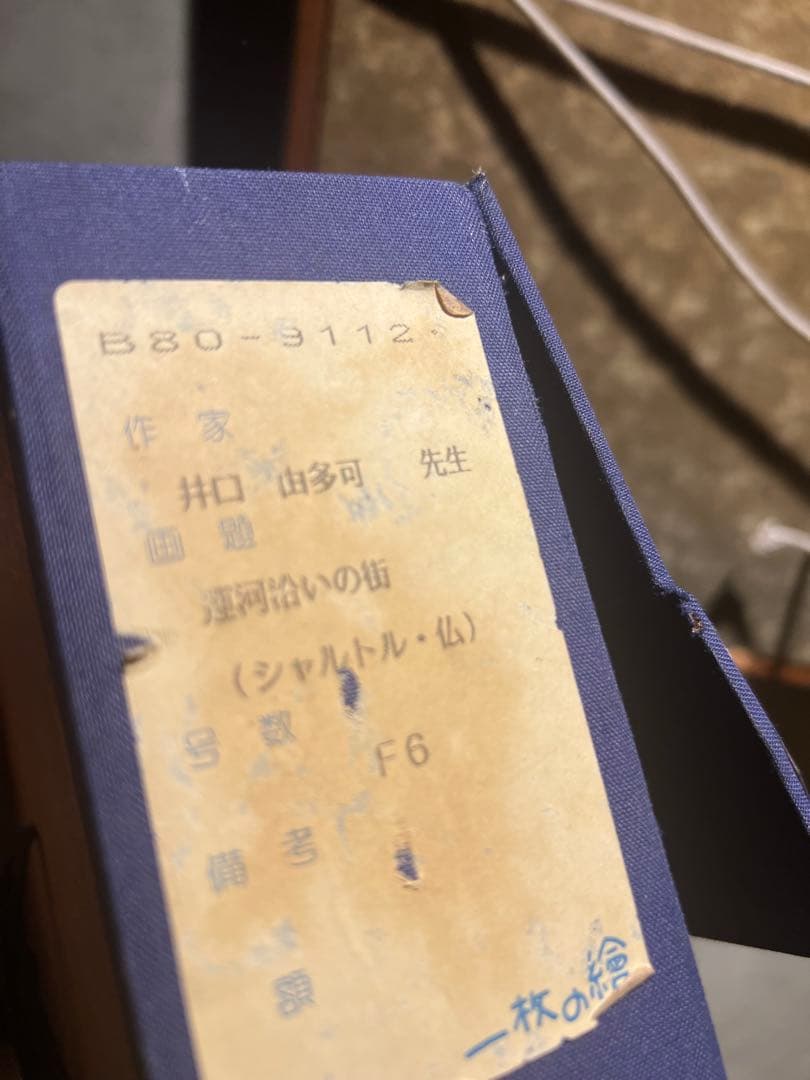 B80-9112
作家
井口 由多可 先生
画題
運河沿いの街
(シャルトル・仏)
号数
F6
備考
額
一枚の繪